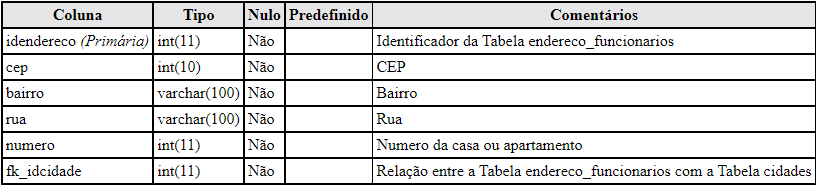 Coluna Tipo Nulo Predefinido Comentários
idendereco (Primária) int(11) Não Identificador da Tabela endereco_funcionarios
cep int(10) Não CEP
bairro varchar(100) Não Bairro
rua varchar(100) Não Rua
numero int(11) Não Numero da casa ou apartamento
fk_idcidade int(11) Não Relação entre a Tabela endereco_funcionarios com a Tabela cidades